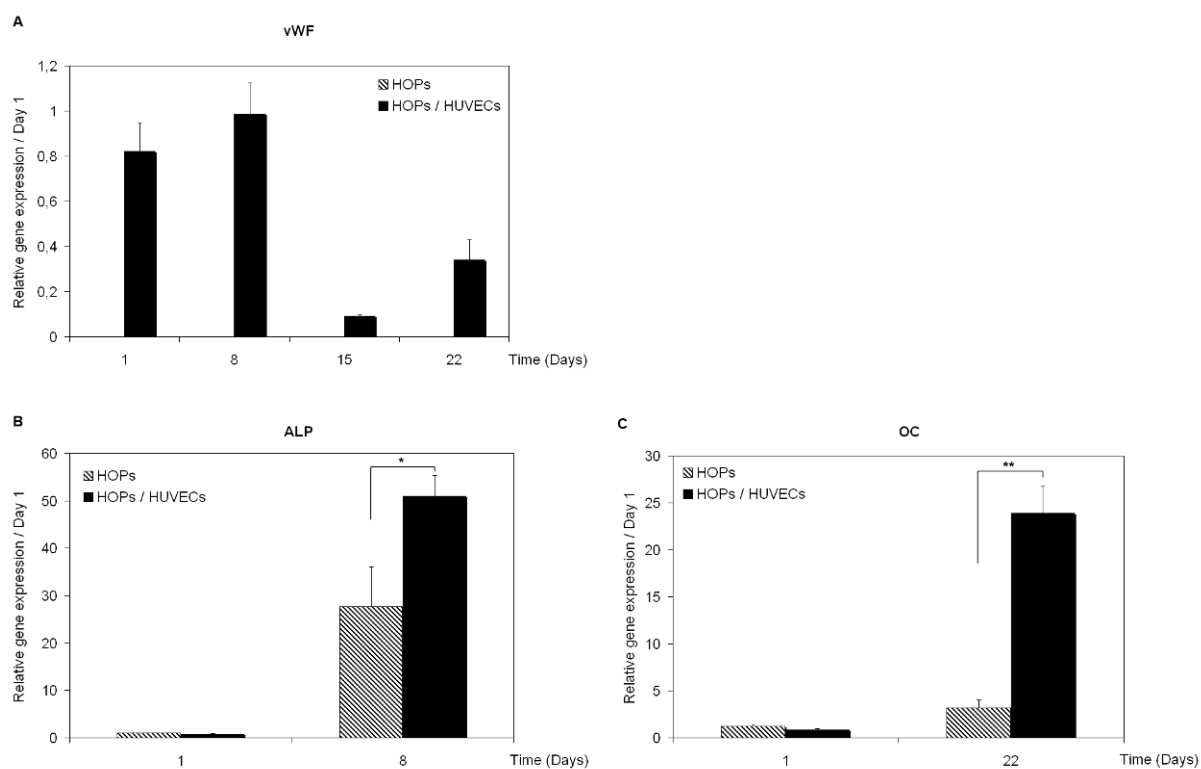 A
vWF
Relative gene expression / Day 1
1,2
1
0,8
0,6
0,4
0,2
0
HOPs
HOPs / HUVECs
1 8 15 22 Time (Days)
B
ALP
Relative gene expression / Day 1
60
50
40
30
20
10
0
HOPs
HOPs / HUVECs
*
1 8 Time (Days)
C
OC
Relative gene expression / Day 1
30
25
20
15
10
5
0
HOPs
HOPs / HUVECs
**
1 22 Time (Days)